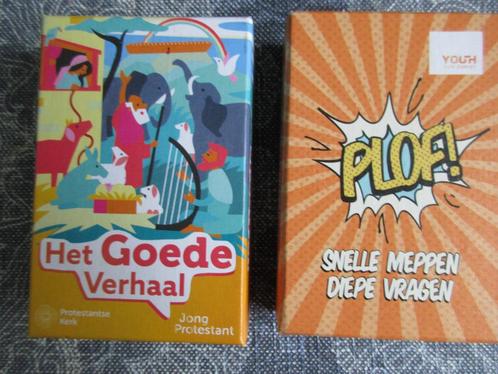 Het Goede
Verhaal
Protestantse
Kerk
Jong
Protestant
YOUTH
PLOF!
SNELLE MEPPEN
DIEPE VRAGEN